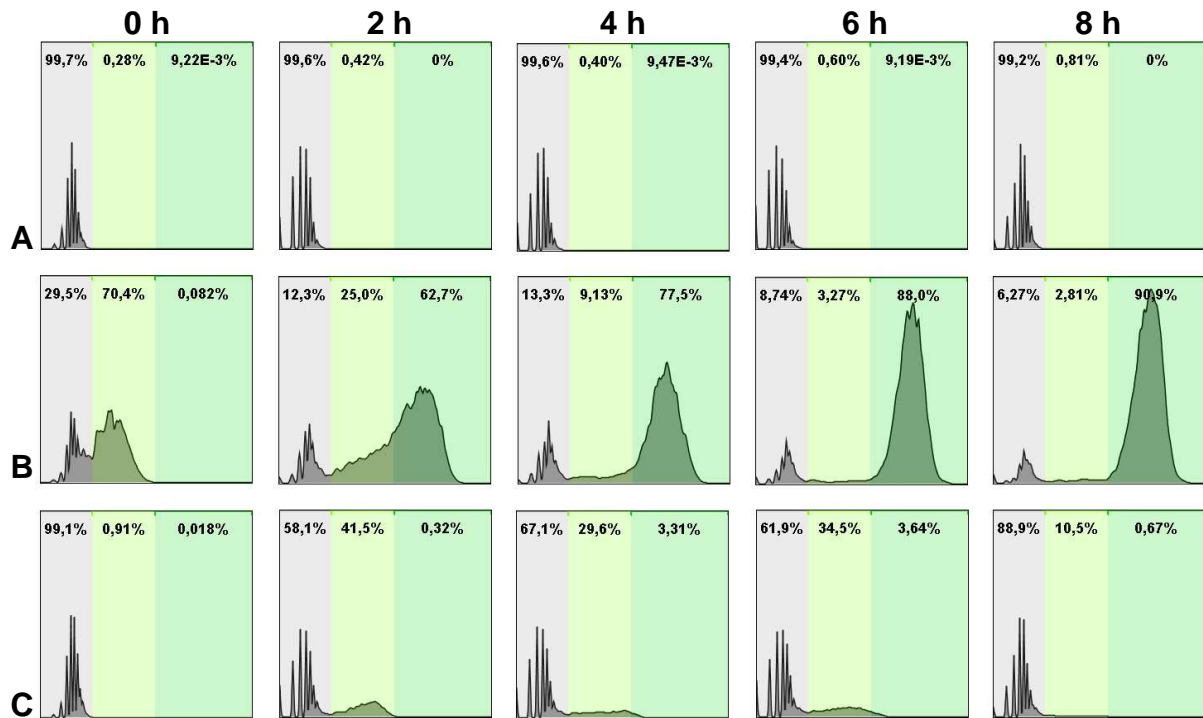 0 h 2 h 4 h 6 h 8 h
99,7% 0,28% 9,22E-3% 99,6% 0,42% 0% 99,6% 0,40% 9,47E-3% 99,4% 0,60% 9,19E-3% 99,2% 0,81% 0%
A
29,5% 70,4% 0,082% 12,3% 25,0% 62,7% 13,3% 9,13% 77,5% 8,74% 3,27% 88,0% 6,27% 2,81% 90,9%
B
99,1% 0,91% 0,018% 58,1% 41,5% 0,32% 67,1% 29,6% 3,31% 61,9% 34,5% 3,64% 88,9% 10,5% 0,67%
C